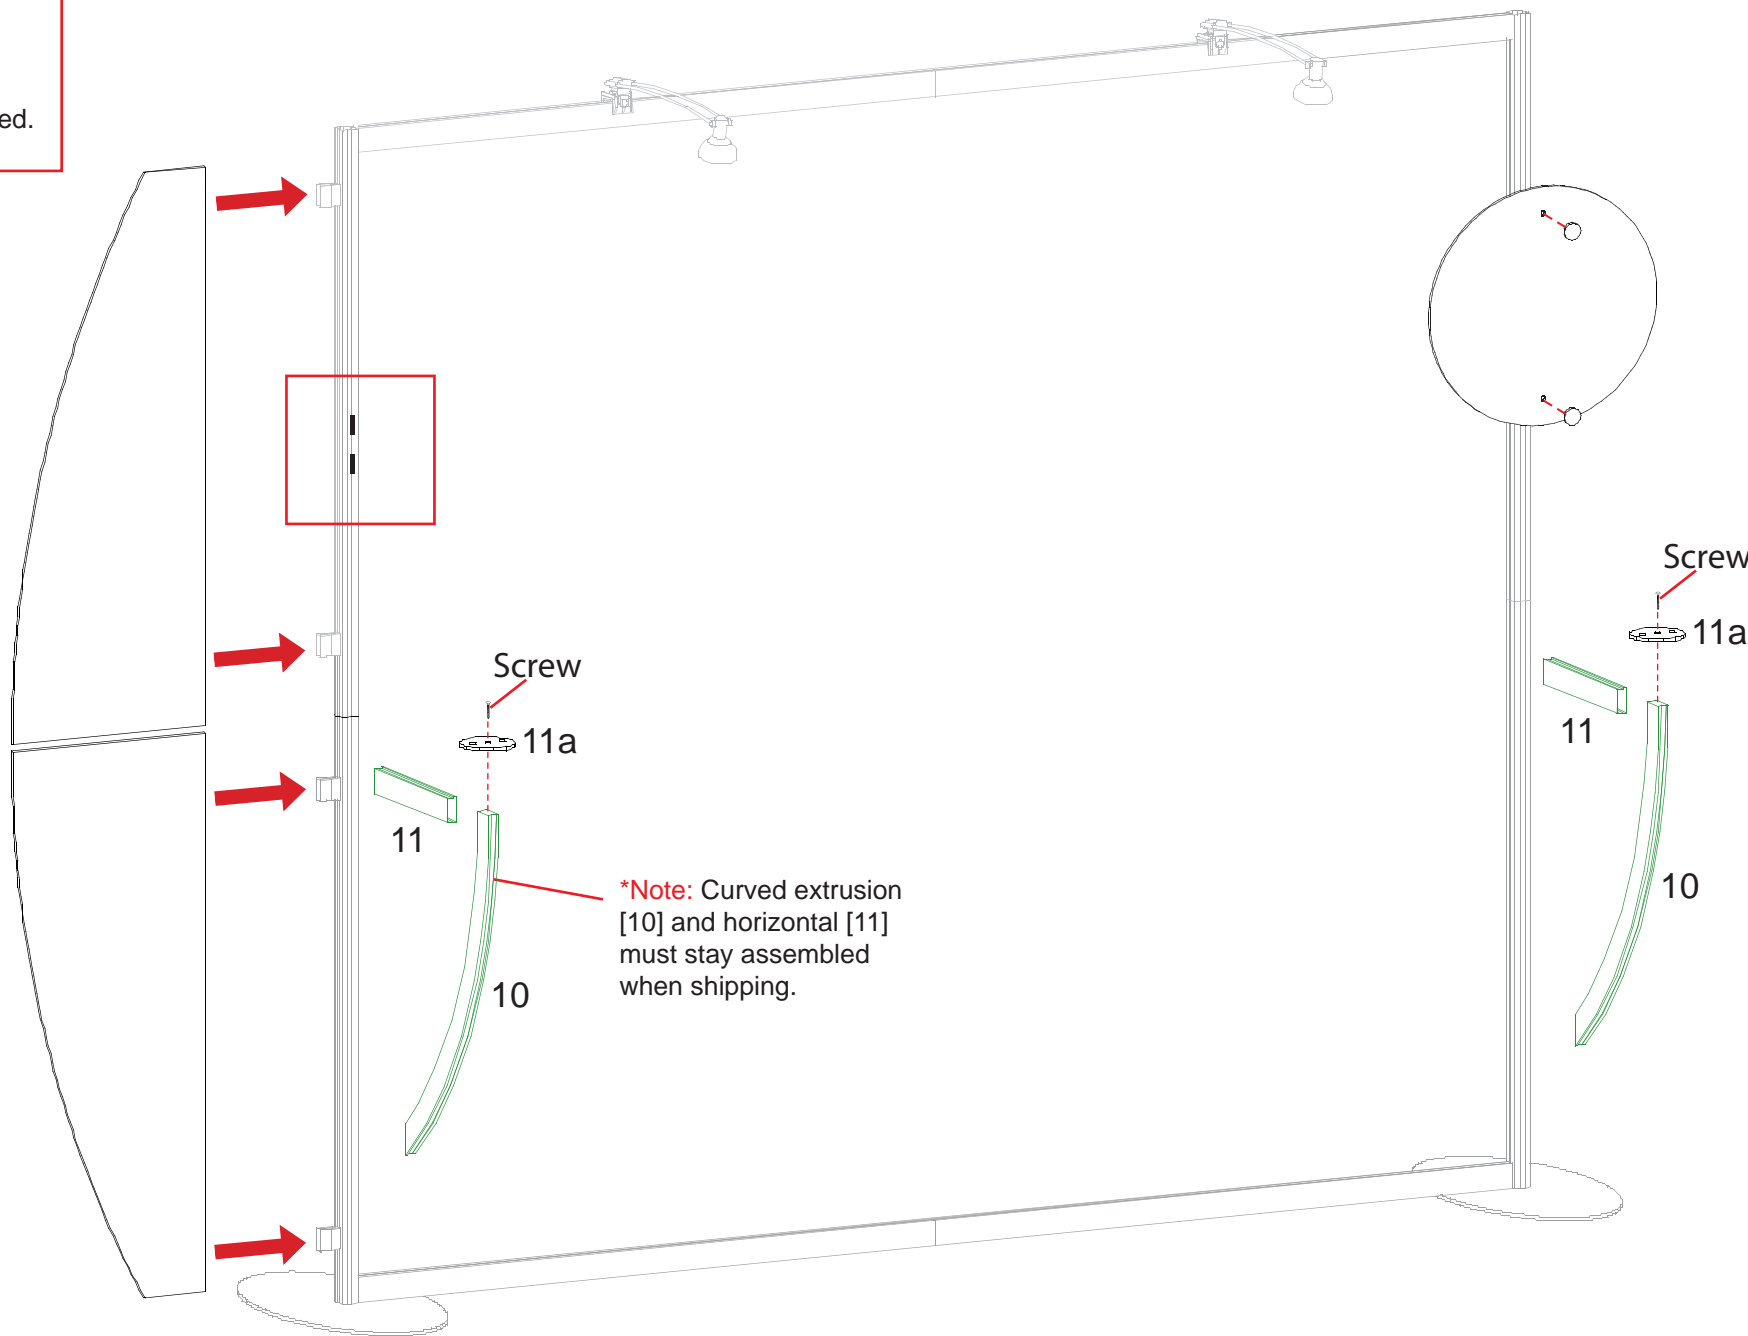 ed.
Screw
11a
11
10
*Note: Curved extrusion
[10] and horizontal [11]
must stay assembled
when shipping.
Screw
11a
11
10